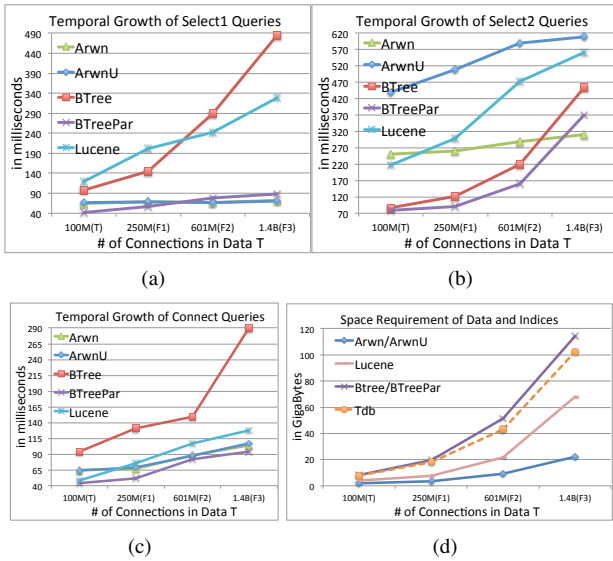 Temporal Growth of Select1 Queries
490
440
390
340
290
240
190
140
90
40
in milliseconds
Arwn
ArwnU
BTree
BTreePar
Lucene
100M(T) 250M(F1) 601M(F2) 1.4B(F3)
# of Connections in Data T
(a)
Temporal Growth of Select2 Queries
620
570
520
470
420
370
320
270
220
170
120
70
in milliseconds
Arwn
ArwnU
BTree
BTreePar
Lucene
100M(T) 250M(F1) 601M(F2) 1.4B(F3)
# of Connections in Data T
(b)
Temporal Growth of Connect Queries
290
265
240
215
190
165
140
115
90
65
40
in milliseconds
Arwn
ArwnU
BTree
BTreePar
Lucene
100M(T) 250M(F1) 601M(F2) 1.4B(F3)
# of Connections in Data T
(c)
Space Requirement of Data and Indices
120
100
80
60
40
20
0
in GigaBytes
Arwn/ArwnU
Lucene
Btree/BTreePar
Tdb
100M(T) 250M(F1) 601M(F2) 1.4B(F3)
# of Connections in Data T
(d)